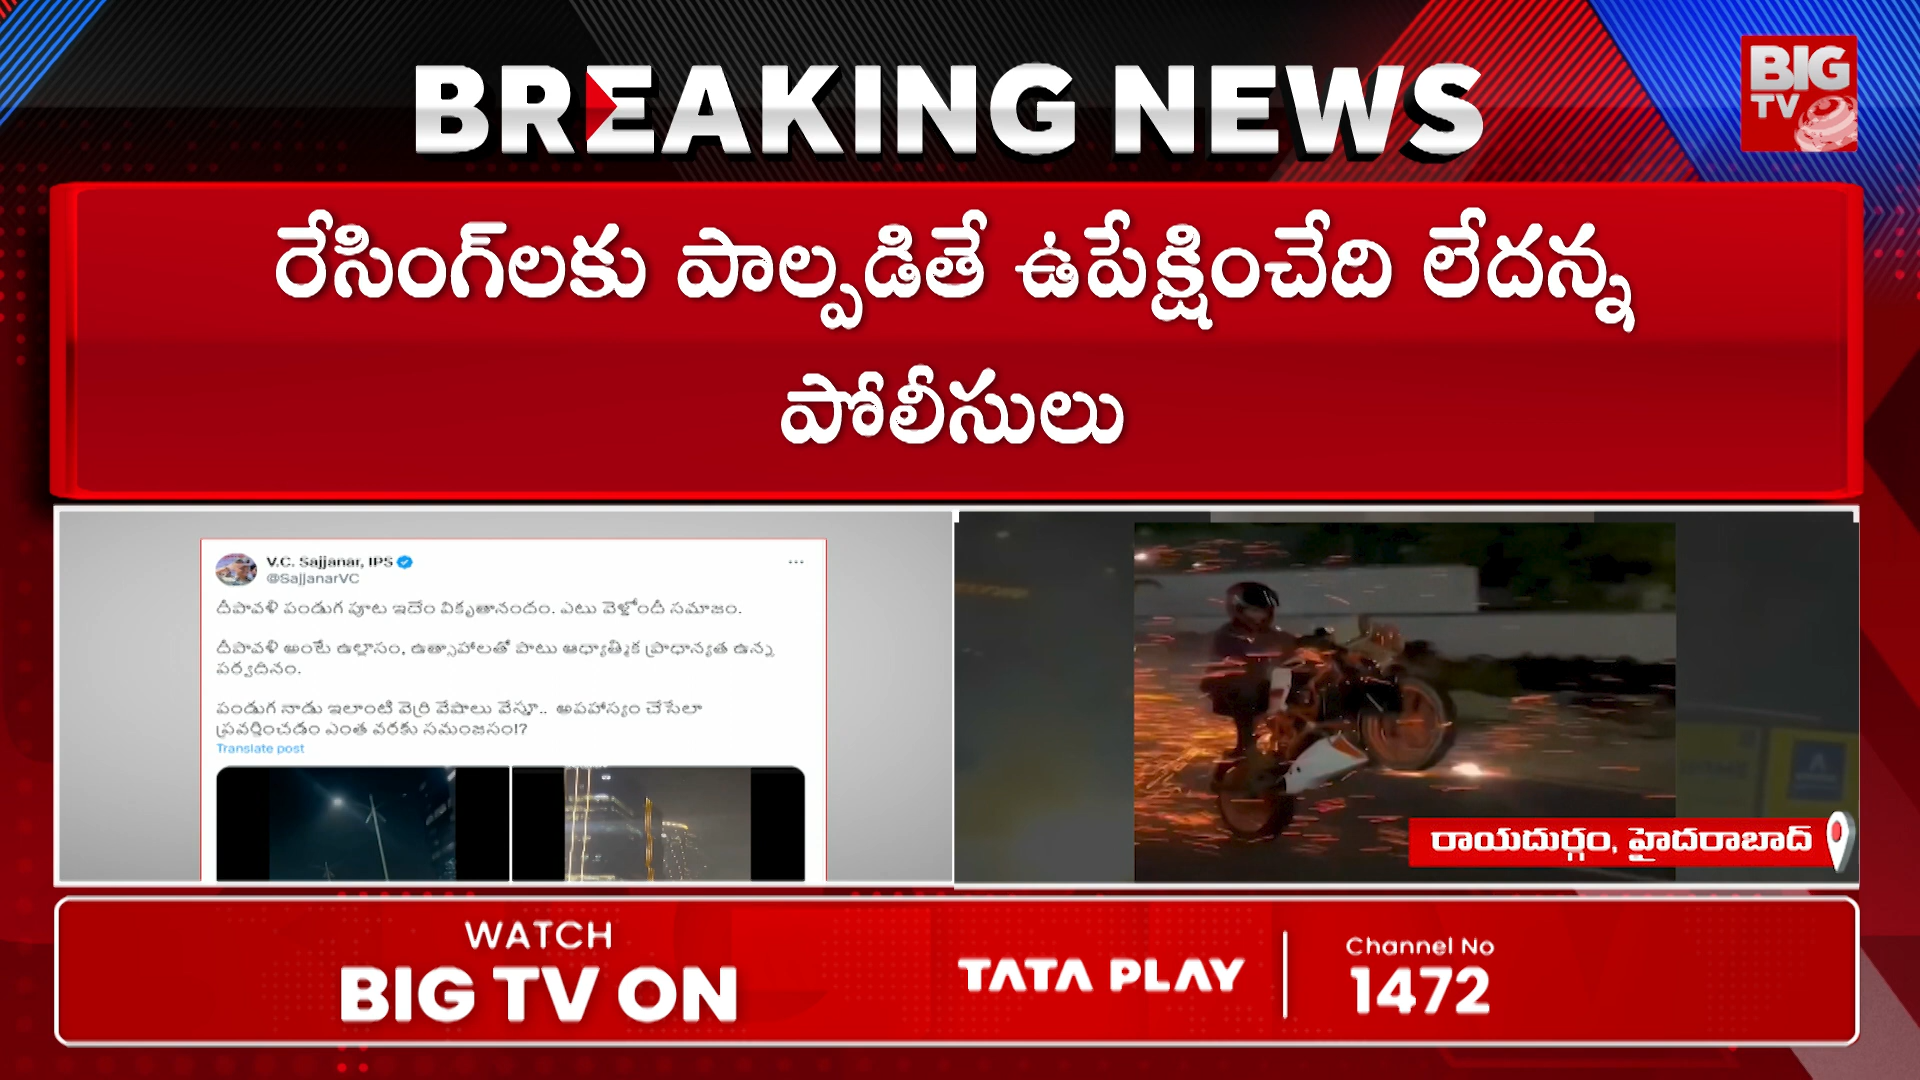 BREAKING NEWS
BIG
TV
రేసింగ్‌లకు పాల్పడితే ఉపేక్షించేది లేదన్న
పోలీసులు
V.C. Sajjanar, IPS
@SajjanarVC
దీపావళి పండుగ పూట ఇదేం వికృతానందం. ఎటు వెళ్తోందీ సమాజం.
దీపావళి అంటే ఉల్లాసం, ఉత్సాహాలతో పాటు ఆధ్యాత్మిక ప్రాధాన్యత ఉన్న
పర్వదినం.
పండుగ నాడు ఇలాంటి వెర్రి వేషాలు వేస్తూ.. అపహాస్యం చేసేలా
ప్రవర్తించడం ఎంత వరకు సమంజసం!?
Translate post
రాయదుర్గం, హైదరాబాద్
WATCH
BIG TV ON
TATA PLAY
Channel No
1472